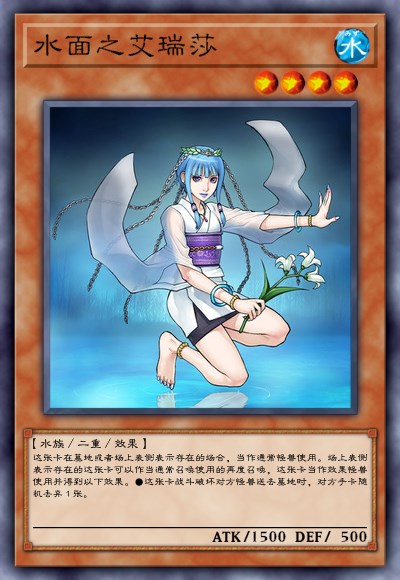 水面之艾瑞莎
水
【水族／二重／效果】
这张卡在墓地或者场上表侧表示存在的场合，当作通常怪兽使用。场上表侧
表示存在的这张卡可以作当通常召唤使用的再度召唤，这张卡当作效果怪兽
使用并得到以下效果。●这张卡战斗破坏对方怪兽送去墓地时，对方手卡随
机丢弃1张。
ATK/1500 DEF/ 500